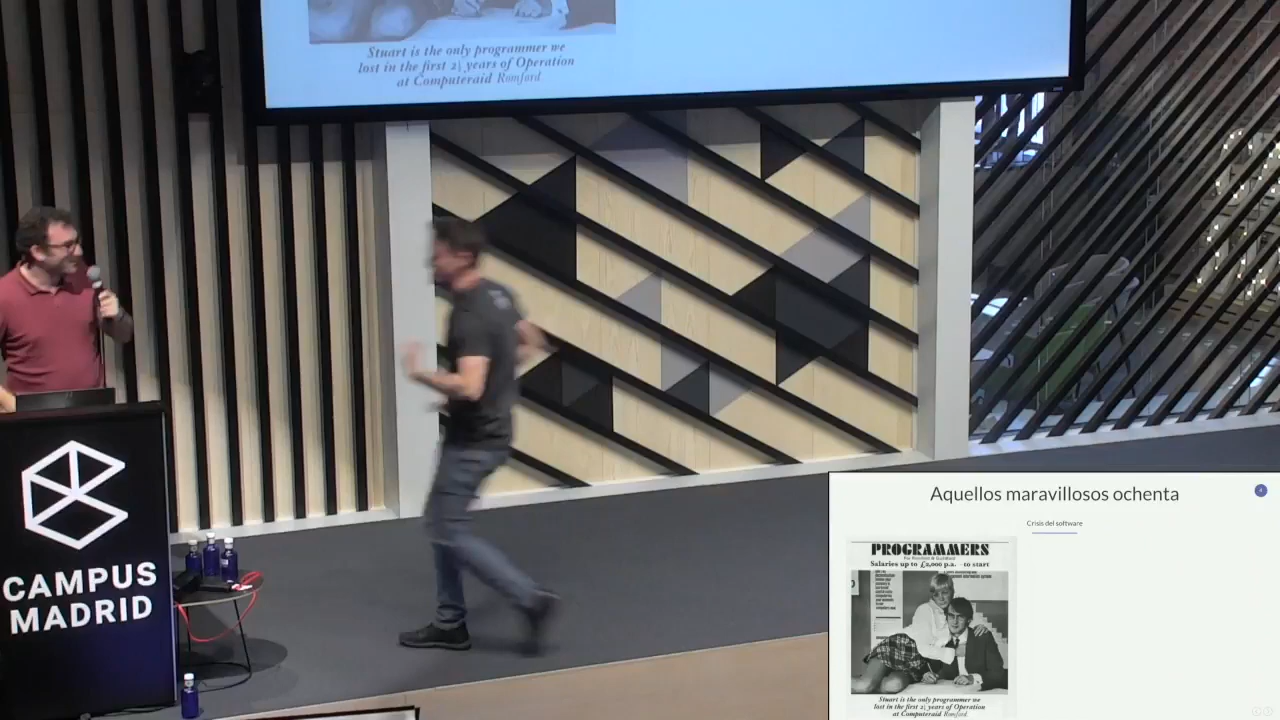 Stuart is the only programmer we
lost in the first 2½ years of Operation
at Computeraid Romford
CAMPUS
MADRID
Aquellos maravillosos ochenta
4
Crisis del software
PROGRAMMERS
Salaries up to £2,000 p.a. - to start
Stuart is the only programmer we
lost in the first 2½ years of Operation
at Computeraid Romford